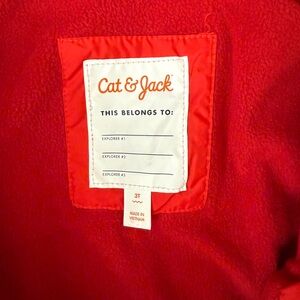 Cat & Jack
THIS BELONGS TO:
EXPLORER #1
EXPLORER #2
EXPLORER #3
3T
MADE IN
VIETNAM